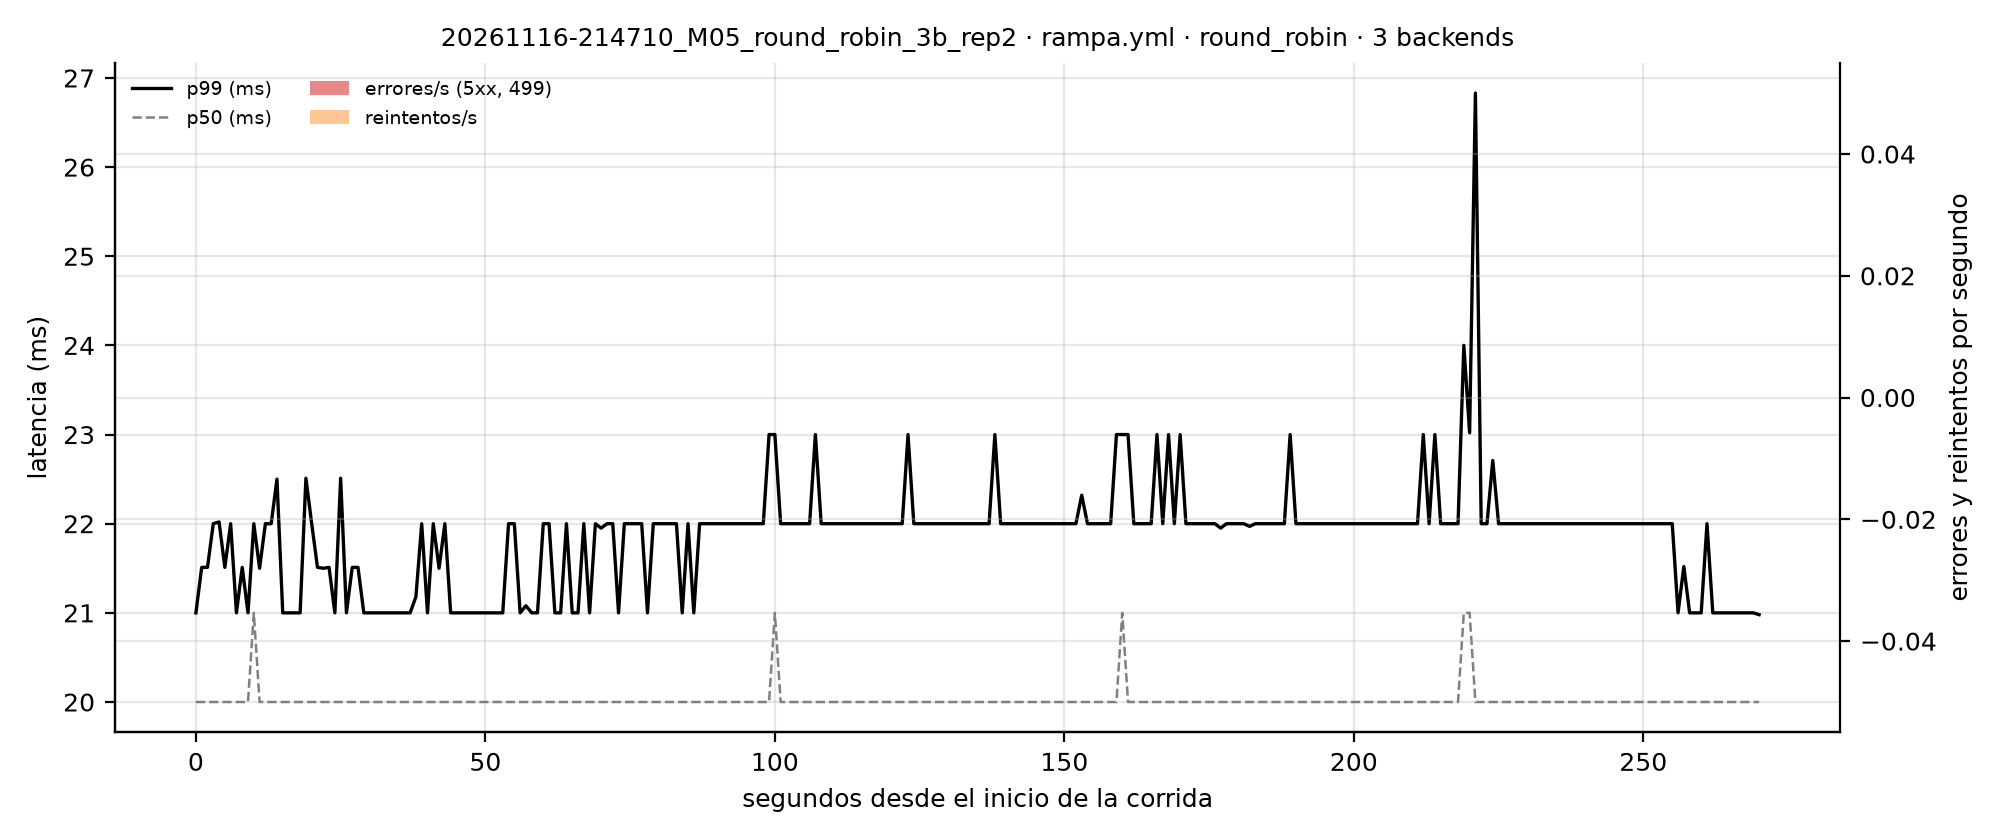 20261116-214710_M05_round_robin_3b_rep2 · rampa.yml · round_robin · 3 backends
p99 (ms)
p50 (ms)
errores/s (5xx, 499)
reintentos/s
latencia (ms)
27
26
25
24
23
22
21
20
0.04
0.02
0.00
−0.02
−0.04
errores y reintentos por segundo
0
50
100
150
200
250
segundos desde el inicio de la corrida